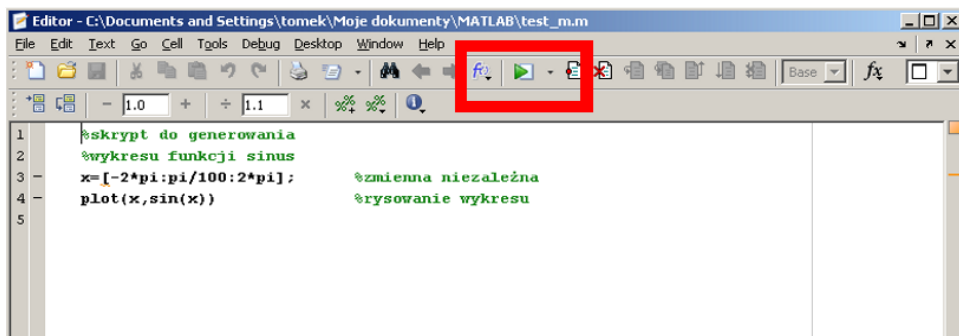 Editor - C:\Documents and Settings\tomek\Moje dokumenty\MATLAB\test_m.m
File Edit Text Go Cell Tools Debug Desktop Window Help
Base fx
- 1.0 + ÷ 1.1 ×
1 %skrypt do generowania
2 %wykresu funkcji sinus
3 - x=[-2*pi:pi/100:2*pi]; %zmienna niezależna
4 - plot(x,sin(x)) %rysowanie wykresu
5